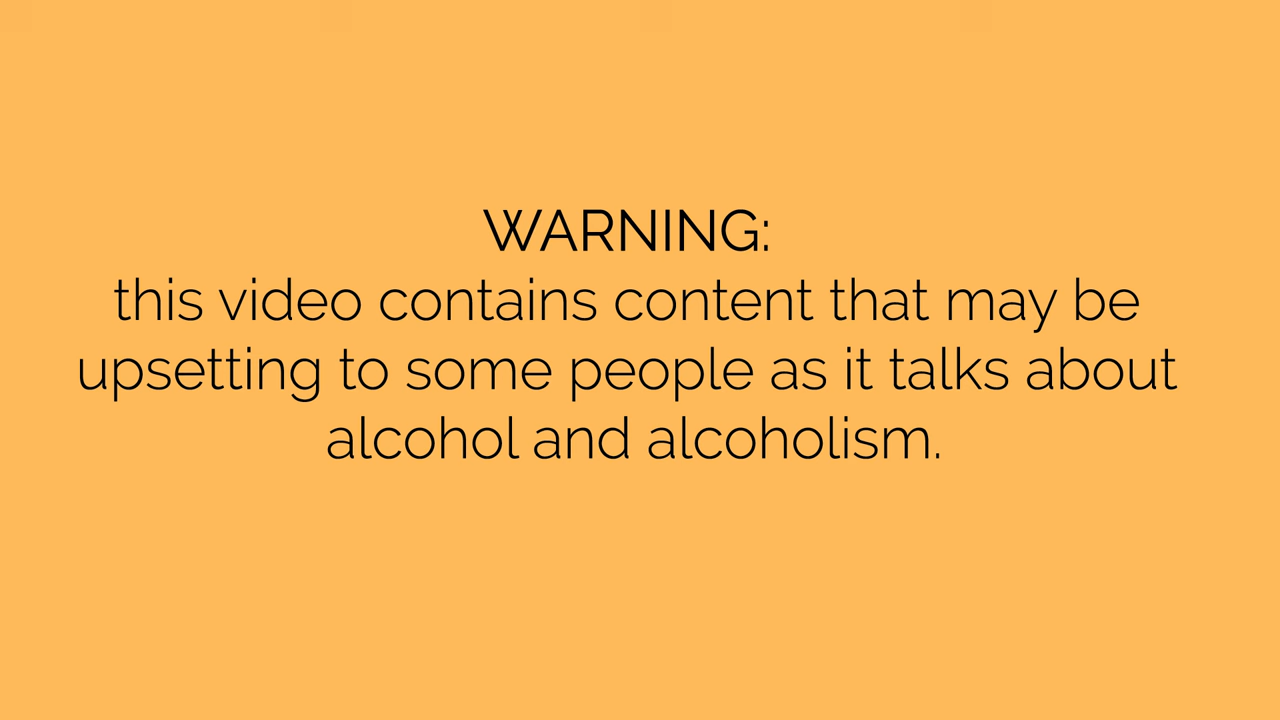 WARNING:
this video contains content that may be
upsetting to some people as it talks about
alcohol and alcoholism.